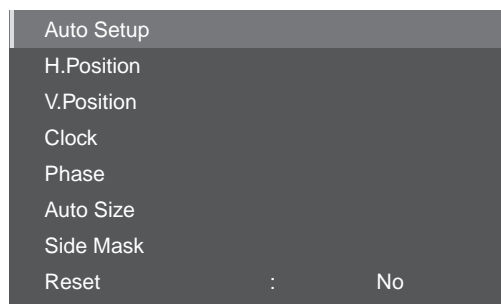 Auto Setup
H.Position
V.Position
Clock
Phase
Auto Size
Side Mask
Reset : No